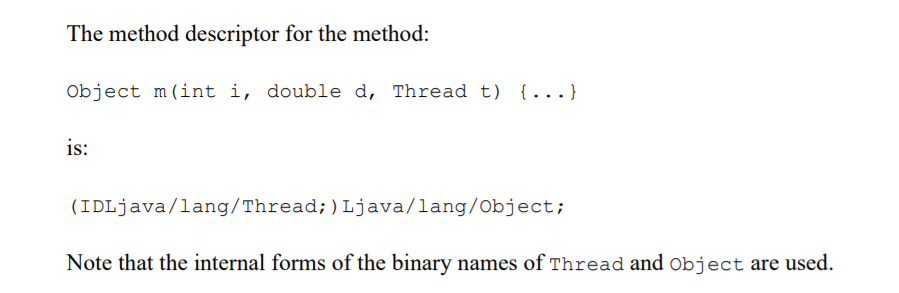 The method descriptor for the method:
Object m(int i, double d, Thread t) {...}
is:
(IDLjava/lang/Thread;)Ljava/lang/Object;
Note that the internal forms of the binary names of Thread and Object are used.